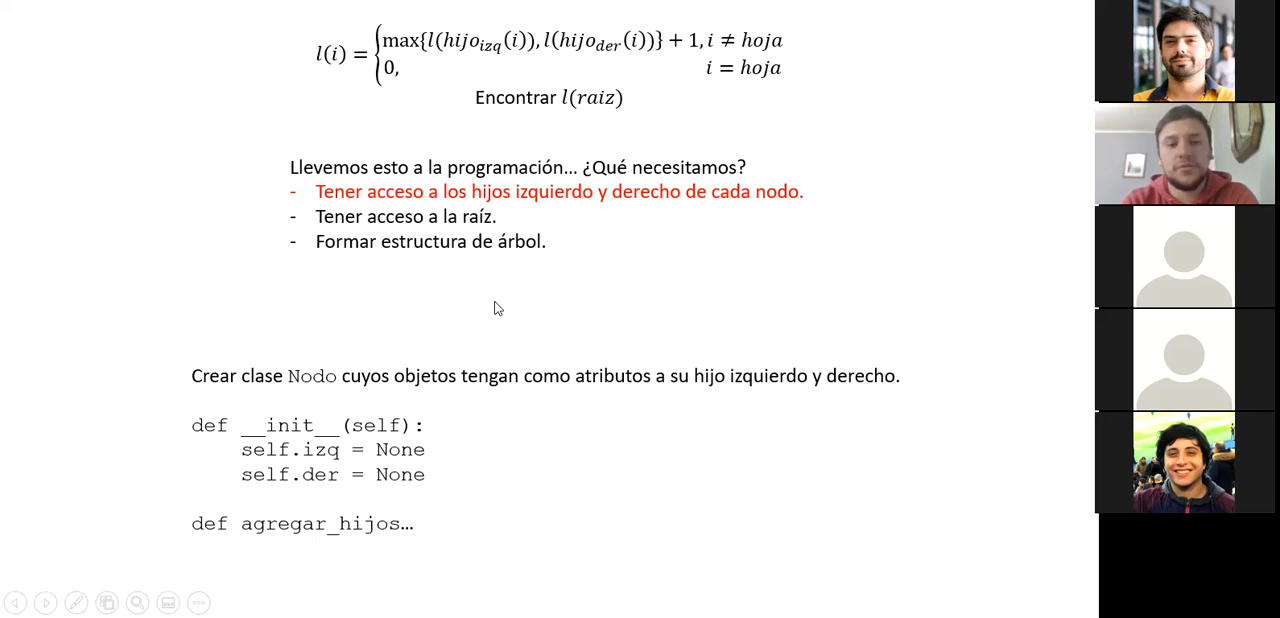 l(i) = {max{l(hijo_izq(i)), l(hijo_der(i))} + 1, i ≠ hoja
0, i = hoja
Encontrar l(raiz)
Llevemos esto a la programación... ¿Qué necesitamos?
- Tener acceso a los hijos izquierdo y derecho de cada nodo.
- Tener acceso a la raíz.
- Formar estructura de árbol.
Crear clase Nodo cuyos objetos tengan como atributos a su hijo izquierdo y derecho.
def __init__(self):
    self.izq = None
    self.der = None
def agregar_hijos…